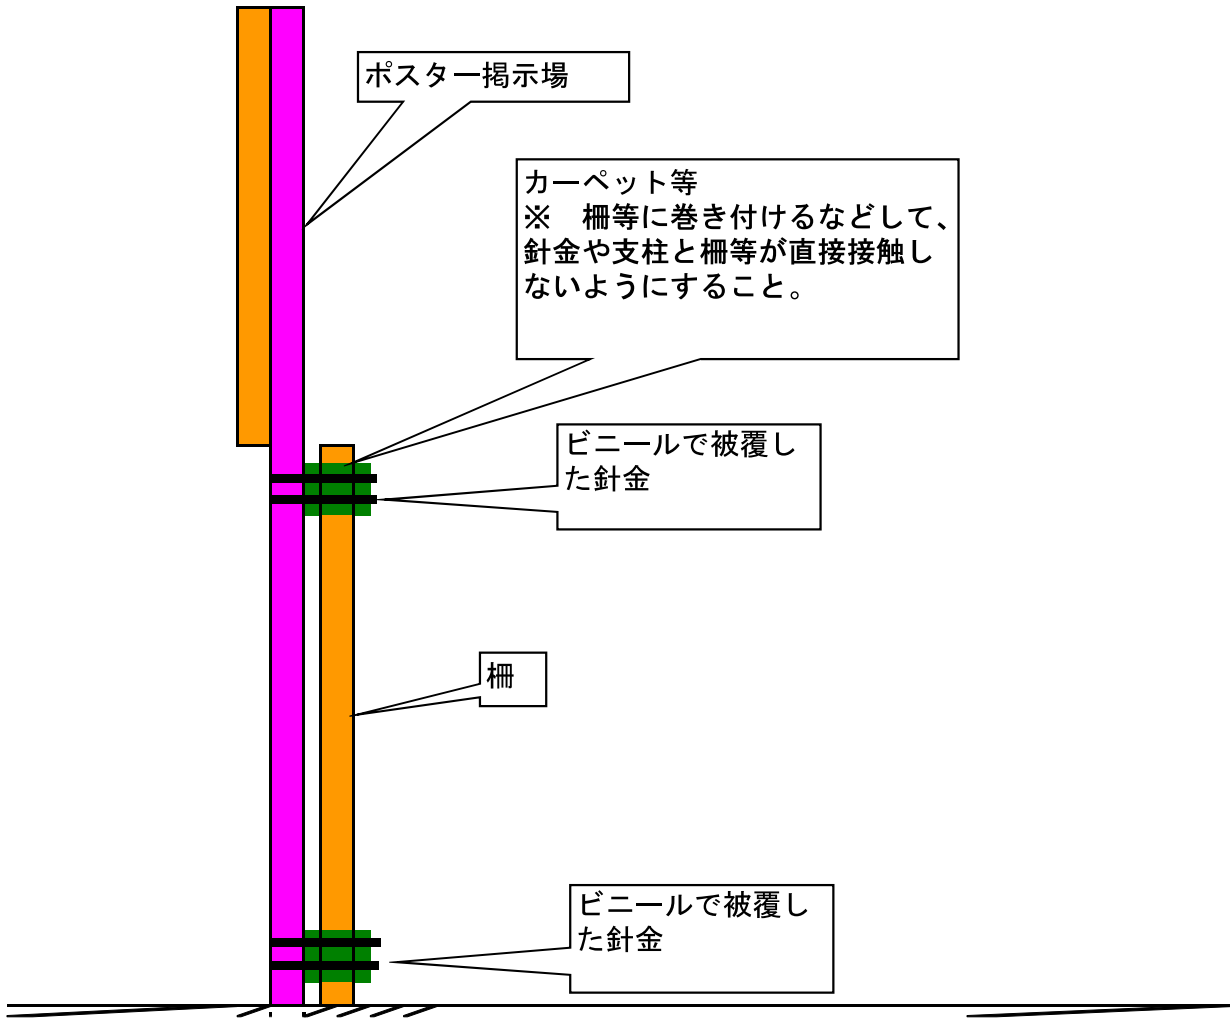 ポスター掲示場
カーペット等
※　柵等に巻き付けるなどして、
針金や支柱と柵等が直接接触し
ないようにすること。
ビニールで被覆し
た針金
柵
ビニールで被覆し
た針金